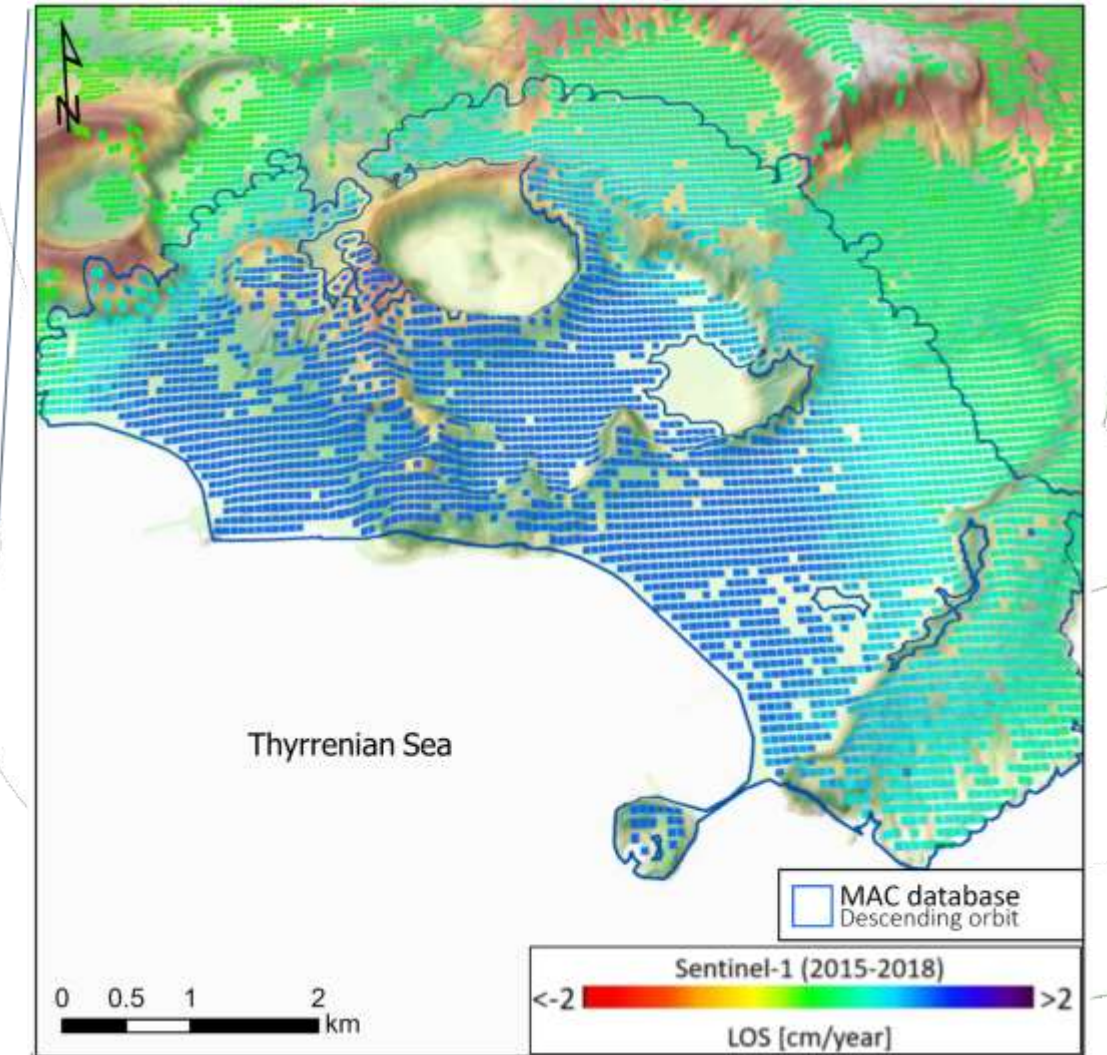 N
Thyrrenian Sea
MAC database
Descending orbit
Sentinel-1 (2015-2018)
<-2 >2
LOS [cm/year]
0 0.5 1 2
km